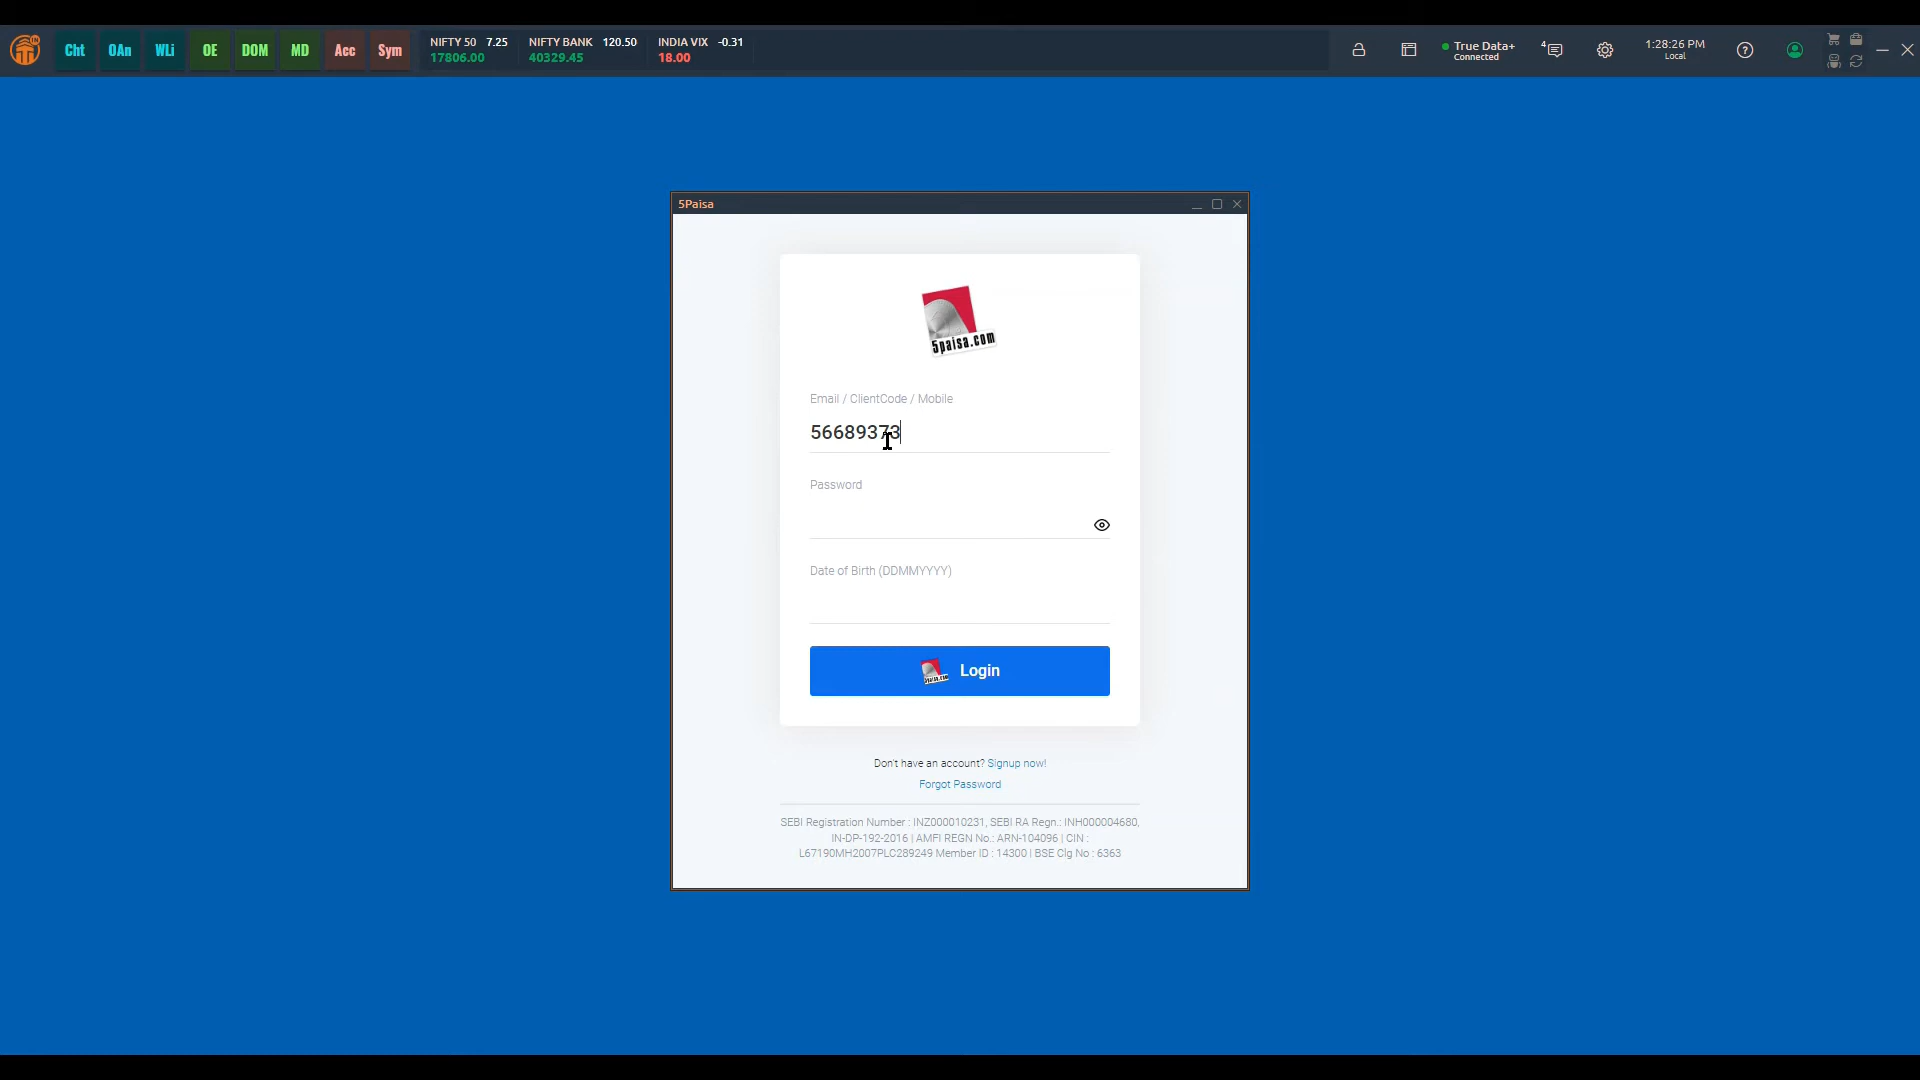 Cht OAn WLi OE DOM MD Acc Sym
NIFTY 50 7.25 NIFTY BANK 120.50 INDIA VIX -0.31
17806.00 40329.45 18.00
IN
True Data+
Connected
4
1:28:26 PM
Local
5Paisa
5paisa.com
Email / ClientCode / Mobile
56689373
Password
Date of Birth (DDMMYYYY)
5paisa.com Login
Don't have an account? Signup now!
Forgot Password
SEBI Registration Number : INZ000010231, SEBI RA Regn.: INH000004680,
IN-DP-192-2016 | AMFI REGN No.: ARN-104096 | CIN :
L67190MH2007PLC289249 Member ID : 14300 | BSE Clg No : 6363